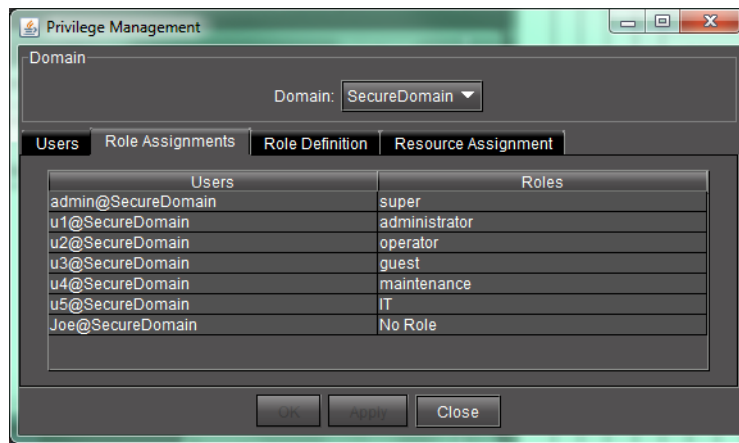 Privilege Management
Domain
Domain: SecureDomain
Users Role Assignments Role Definition Resource Assignment
Users Roles
admin@SecureDomain super
u1@SecureDomain administrator
u2@SecureDomain operator
u3@SecureDomain guest
u4@SecureDomain maintenance
u5@SecureDomain IT
Joe@SecureDomain No Role
OK Apply Close